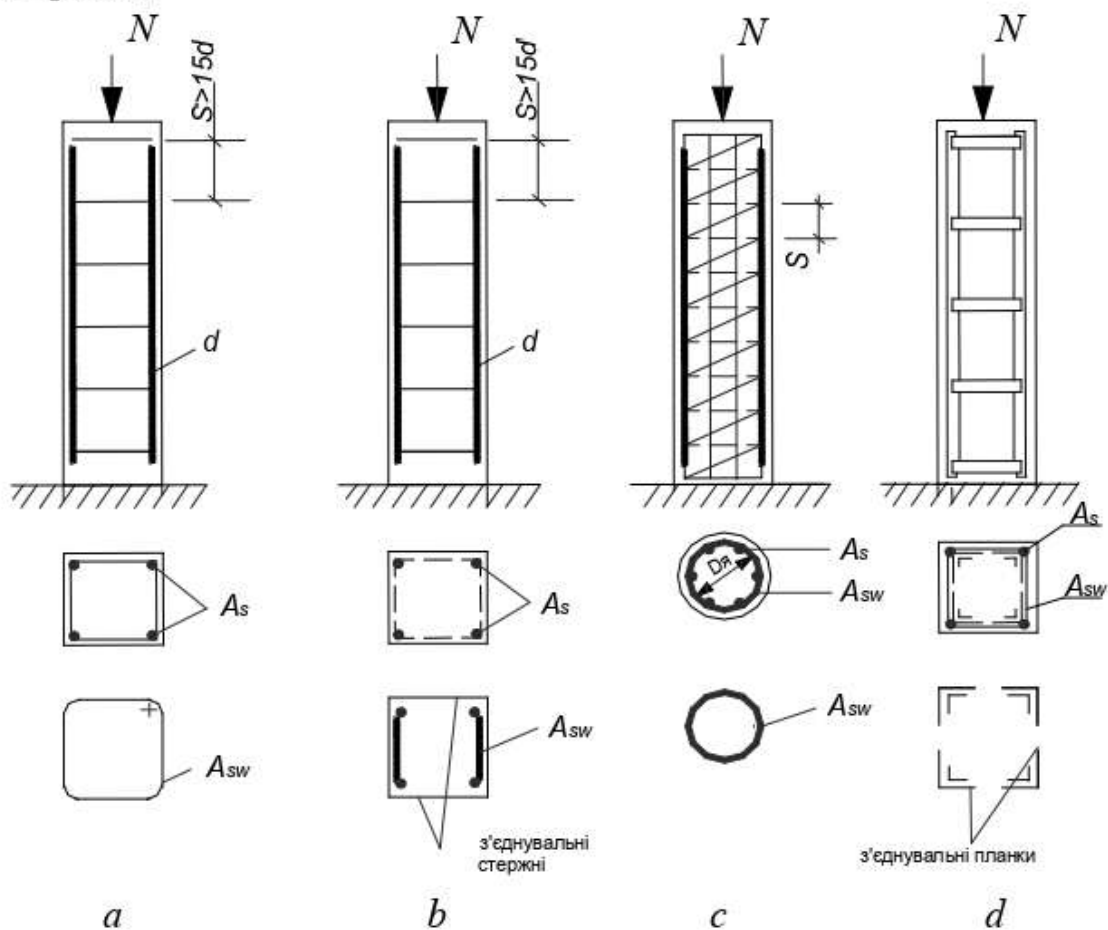 N N N N
S>15d S>15d
S
d d
As As As As
Dя
Asw Asw
Asw Asw Asw
з'єднувальні
стержні
з'єднувальні планки
a b c d